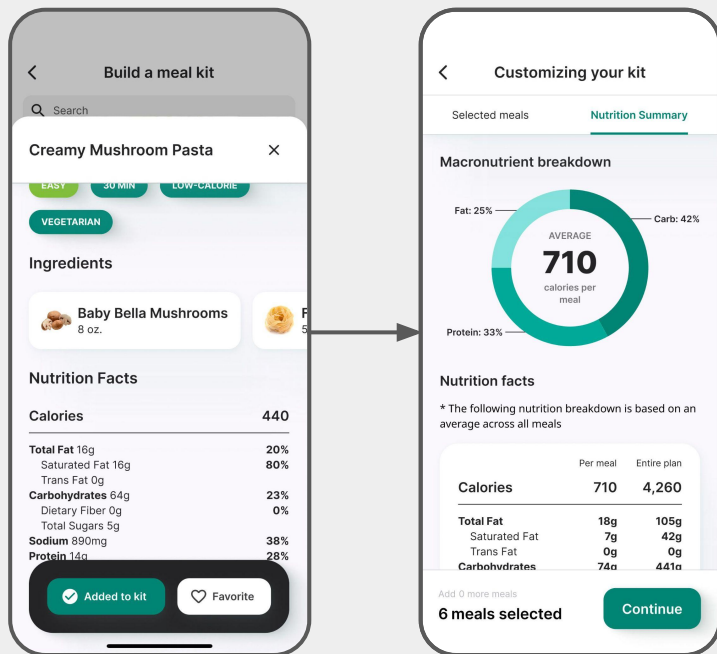 Build a meal kit
Search
Creamy Mushroom Pasta
EASY 30 MIN LOW-CALORIE
VEGETARIAN
Ingredients
Baby Bella Mushrooms
8 oz.
Nutrition Facts
Calories 440
Total Fat 16g 20%
Saturated Fat 16g 80%
Trans Fat 0g
Carbohydrates 64g 23%
Dietary Fiber 0g 0%
Total Sugars 5g
Sodium 890mg 38%
Protein 14g 28%
Added to kit Favorite
Customizing your kit
Selected meals Nutrition Summary
Macronutrient breakdown
Fat: 25%
Carb: 42%
AVERAGE
710
calories per
meal
Protein: 33%
Nutrition facts
* The following nutrition breakdown is based on an
average across all meals
Per meal Entire plan
Calories 710 4,260
Total Fat 18g 105g
Saturated Fat 7g 42g
Trans Fat 0g 0g
Carbohydrates 74g 441g
Add 0 more meals
6 meals selected
Continue